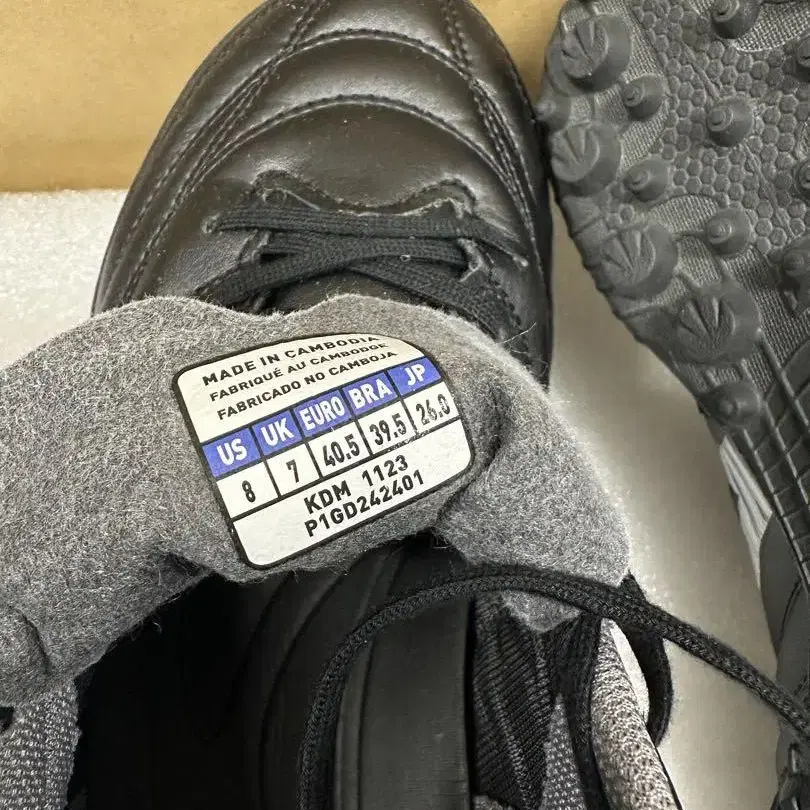 MADE IN CAMBODIA
FABRIQUÉ AU CAMBODGE
FABRICADO NO CAMBOJA
US UK EURO BRA JP
8 7 40.5 39.5 26.0
KDM 1123
P1GD242401